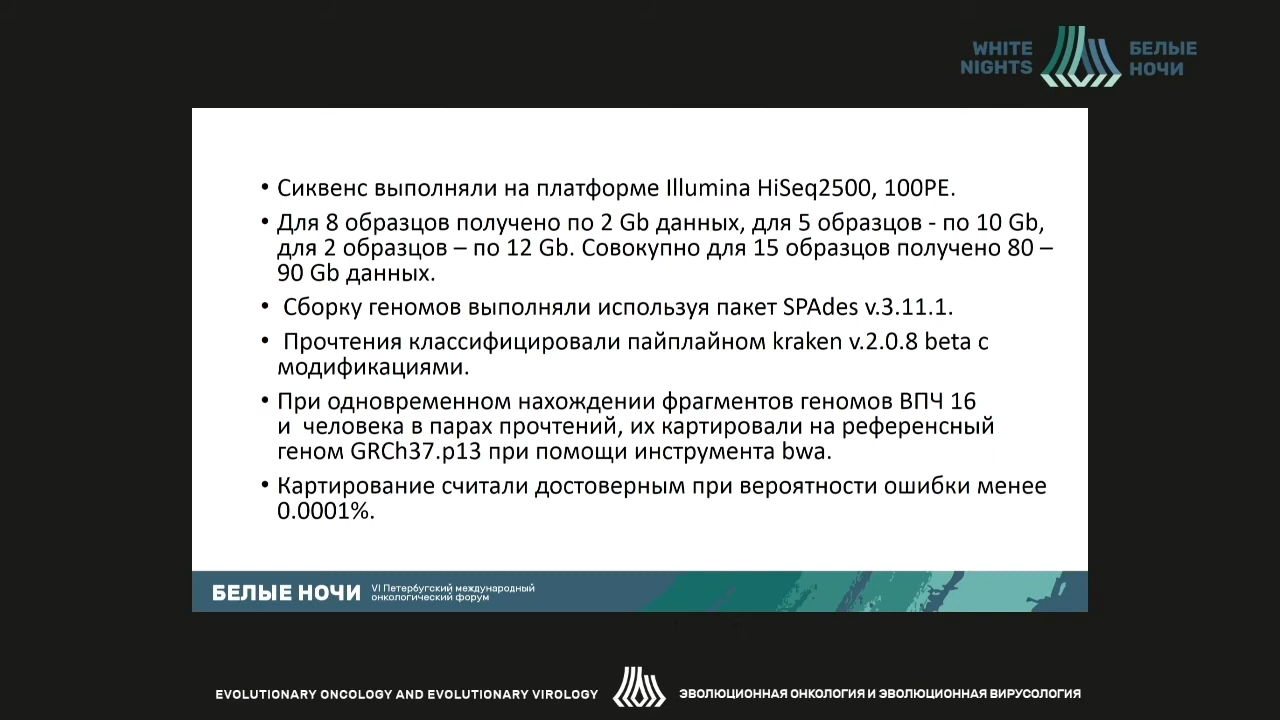 WHITE NIGHTS
БЕЛЫЕ НОЧИ
• Сиквенс выполняли на платформе Illumina HiSeq2500, 100PE.
• Для 8 образцов получено по 2 Gb данных, для 5 образцов - по 10 Gb,
для 2 образцов – по 12 Gb. Совокупно для 15 образцов получено 80 –
90 Gb данных.
• Сборку геномов выполняли используя пакет SPAdes v.3.11.1.
• Прочтения классифицировали пайплайном kraken v.2.0.8 beta с
модификациями.
• При одновременном нахождении фрагментов геномов ВПЧ 16
и человека в парах прочтений, их картировали на референсный
геном GRCh37.p13 при помощи инструмента bwa.
• Картирование считали достоверным при вероятности ошибки менее
0.0001%.
БЕЛЫЕ НОЧИ
VI Петербургский международный
онкологический форум
EVOLUTIONARY ONCOLOGY AND EVOLUTIONARY VIROLOGY
ЭВОЛЮЦИОННАЯ ОНКОЛОГИЯ И ЭВОЛЮЦИОННАЯ ВИРУСОЛОГИЯ